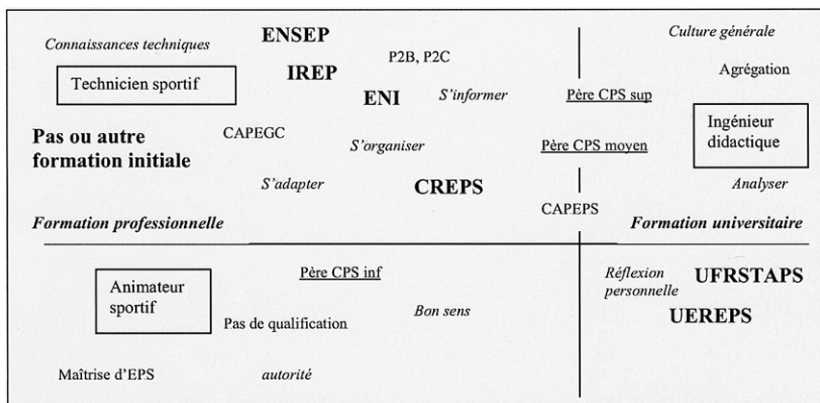 ENSEP
Culture générale
Connaissances techniques
P2B, P2C
IREP
Agrégation
Technicien sportif
ENI
S'informer
Père CPS sup
Ingénieur
didactique
Pas ou autre
formation initiale
CAPEGC
S'organiser
Père CPS moyen
S'adapter
CREPS
Analyser
CAPEPS
Formation professionnelle
Formation universitaire
Père CPS inf
Réflexion
personnelle
UFRSTAPS
Animateur
sportif
Bon sens
UEREPS
Pas de qualification
Maîtrise d'EPS
autorité